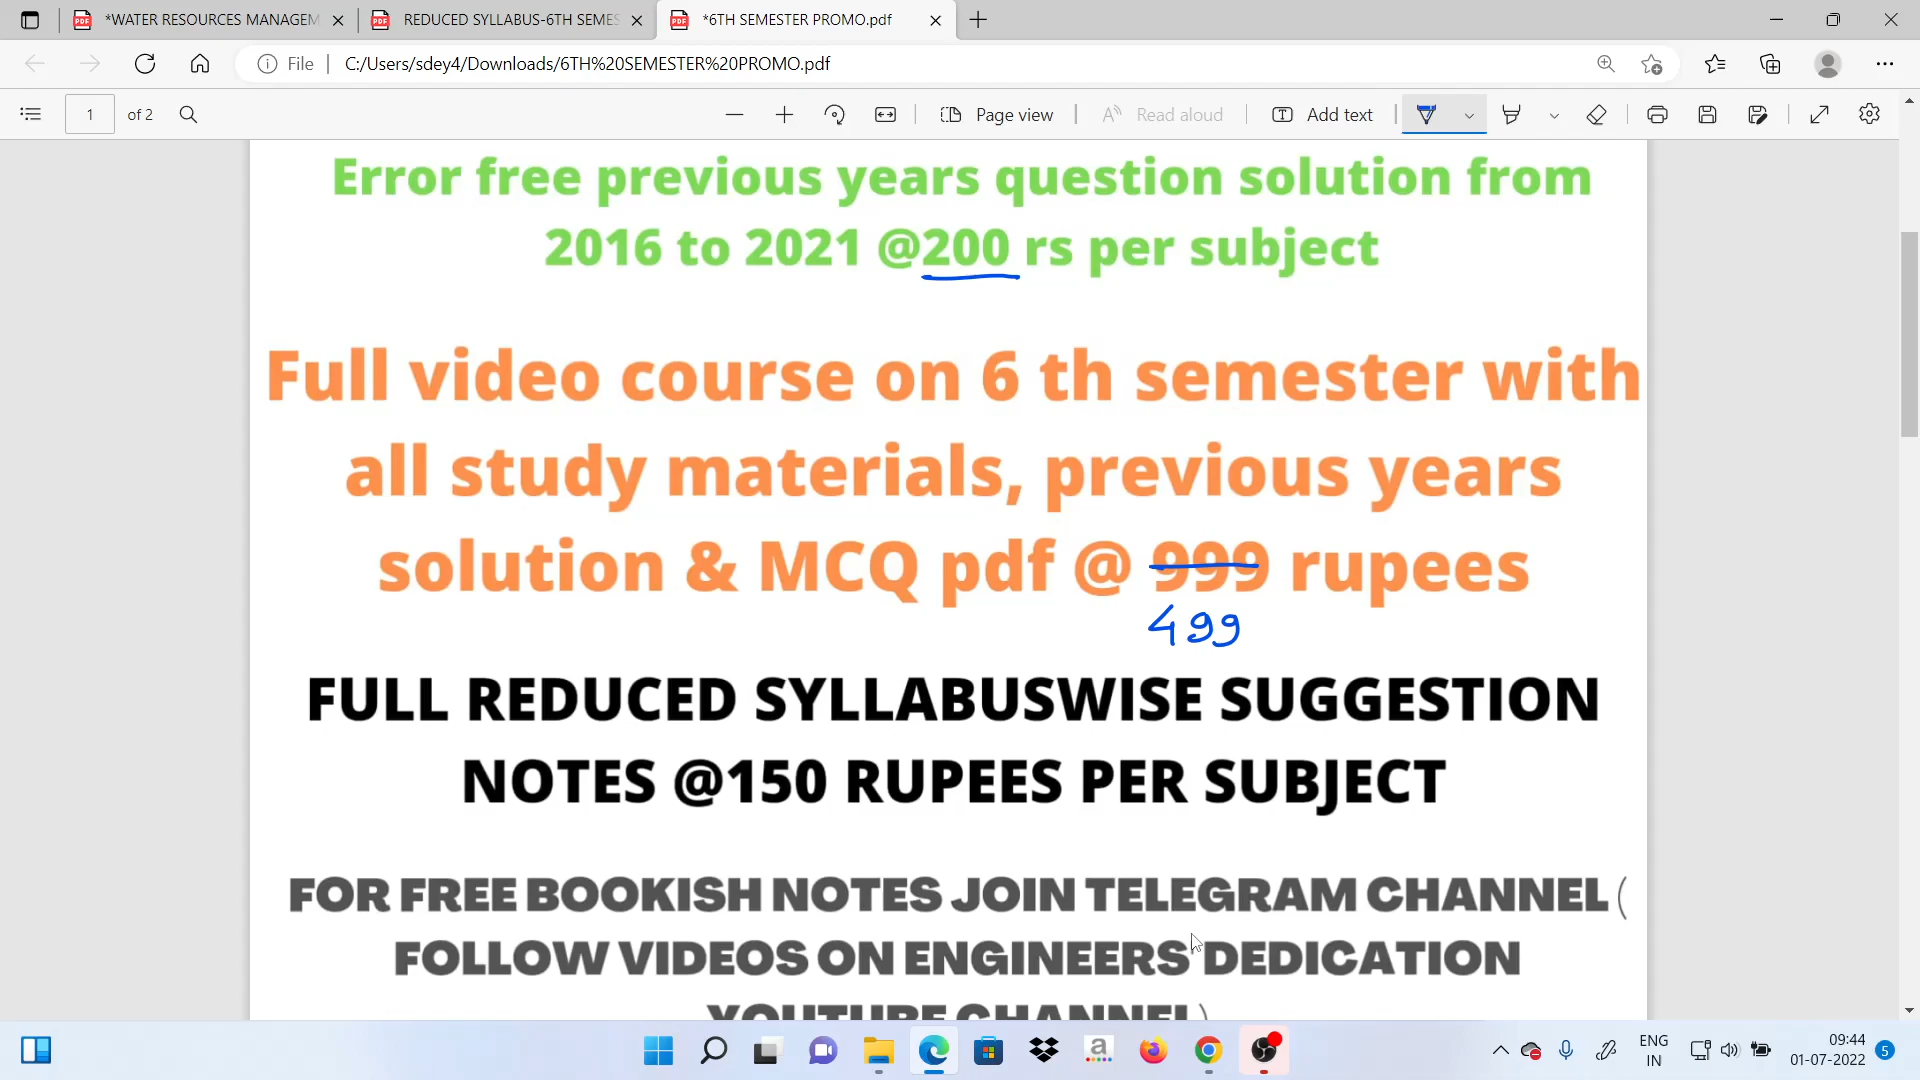 *WATER RESOURCES MANAGEM
REDUCED SYLLABUS-6TH SEMES
*6TH SEMESTER PROMO.pdf
File
C:/Users/sdey4/Downloads/6TH%20SEMESTER%20PROMO.pdf
1 of 2
Page view
Read aloud
Add text
Error free previous years question solution from
2016 to 2021 @200 rs per subject
Full video course on 6 th semester with
all study materials, previous years
solution & MCQ pdf @ 999 rupees
499
FULL REDUCED SYLLABUSWISE SUGGESTION
NOTES @150 RUPEES PER SUBJECT
FOR FREE BOOKISH NOTES JOIN TELEGRAM CHANNEL (
FOLLOW VIDEOS ON ENGINEERS DEDICATION
YOUTUBE CHANNEL)
ENG
IN
09:44
01-07-2022
5